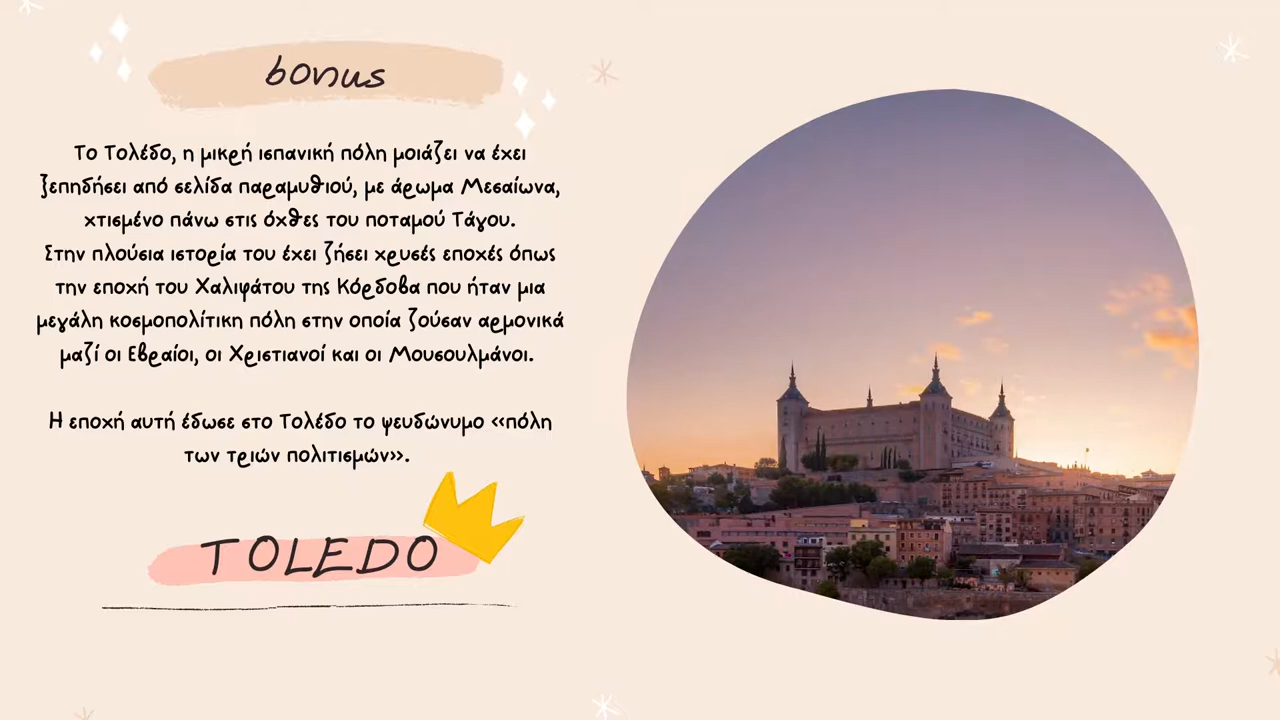 bonus
Το Τολέδο, η μικρή ισπανική πόλη μοιάζει να έχει
ξεπηδήσει από σελίδα παραμυθιού, με άρωμα Μεσαίωνα,
χτισμένο πάνω στις όχθες του ποταμού Τάγου.
Στην πλούσια ιστορία του έχει ζήσει χρυσές εποχές όπως
την εποχή του Χαλιφάτου της Κόρδοβα που ήταν μια
μεγάλη κοσμοπολίτικη πόλη στην οποία ζούσαν αρμονικά
μαζί οι Εβραίοι, οι Χριστιανοί και οι Μουσουλμάνοι.
Η εποχή αυτή έδωσε στο Τολέδο το ψευδώνυμο <<πόλη
των τριών πολιτισμών>>.
TOLEDO